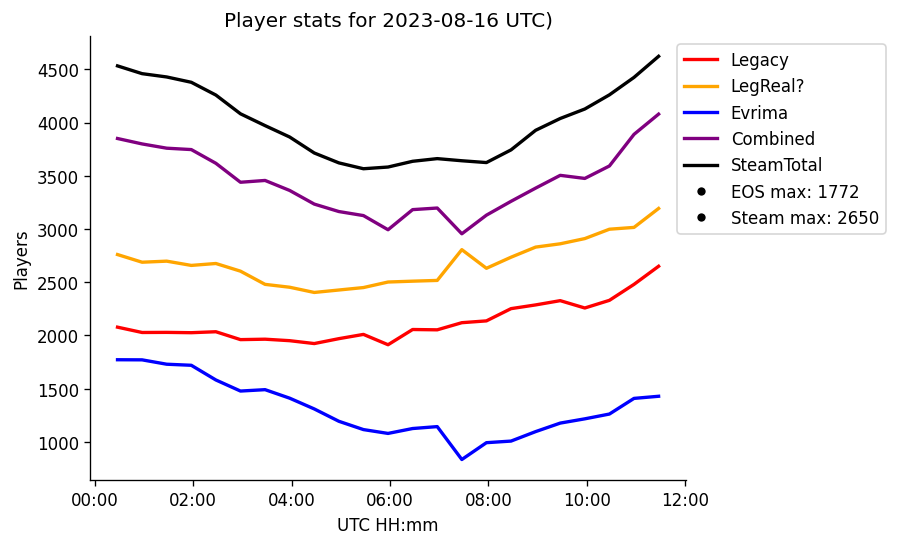 Player stats for 2023-08-16 UTC)
4500
4000
3500
3000
2500
2000
1500
1000
Players
00:00 02:00 04:00 06:00 08:00 10:00 12:00
UTC HH:mm
Legacy
LegReal?
Evrima
Combined
SteamTotal
EOS max: 1772
Steam max: 2650